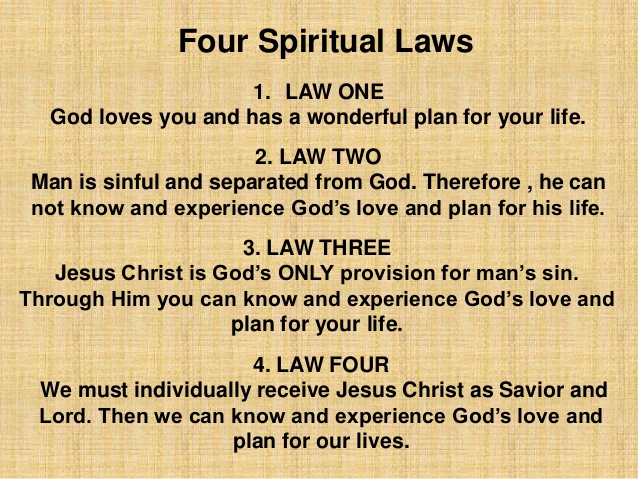 Four Spiritual Laws
1. LAW ONE
God loves you and has a wonderful plan for your life.
2. LAW TWO
Man is sinful and separated from God. Therefore , he can
not know and experience God’s love and plan for his life.
3. LAW THREE
Jesus Christ is God’s ONLY provision for man’s sin.
Through Him you can know and experience God’s love and
plan for your life.
4. LAW FOUR
We must individually receive Jesus Christ as Savior and
Lord. Then we can know and experience God’s love and
plan for our lives.